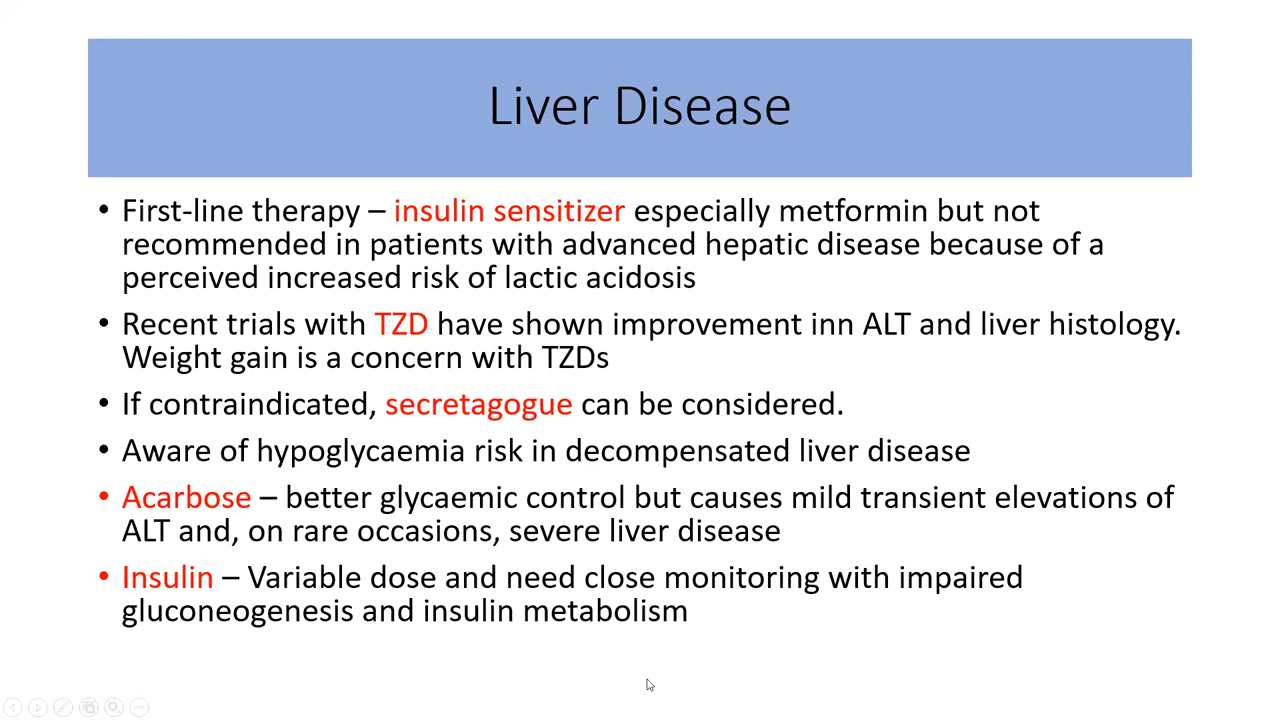 Liver Disease
• First-line therapy – insulin sensitizer especially metformin but not
recommended in patients with advanced hepatic disease because of a
perceived increased risk of lactic acidosis
• Recent trials with TZD have shown improvement inn ALT and liver histology.
Weight gain is a concern with TZDs
• If contraindicated, secretagogue can be considered.
• Aware of hypoglycaemia risk in decompensated liver disease
• Acarbose – better glycaemic control but causes mild transient elevations of
ALT and, on rare occasions, severe liver disease
• Insulin – Variable dose and need close monitoring with impaired
gluconeogenesis and insulin metabolism